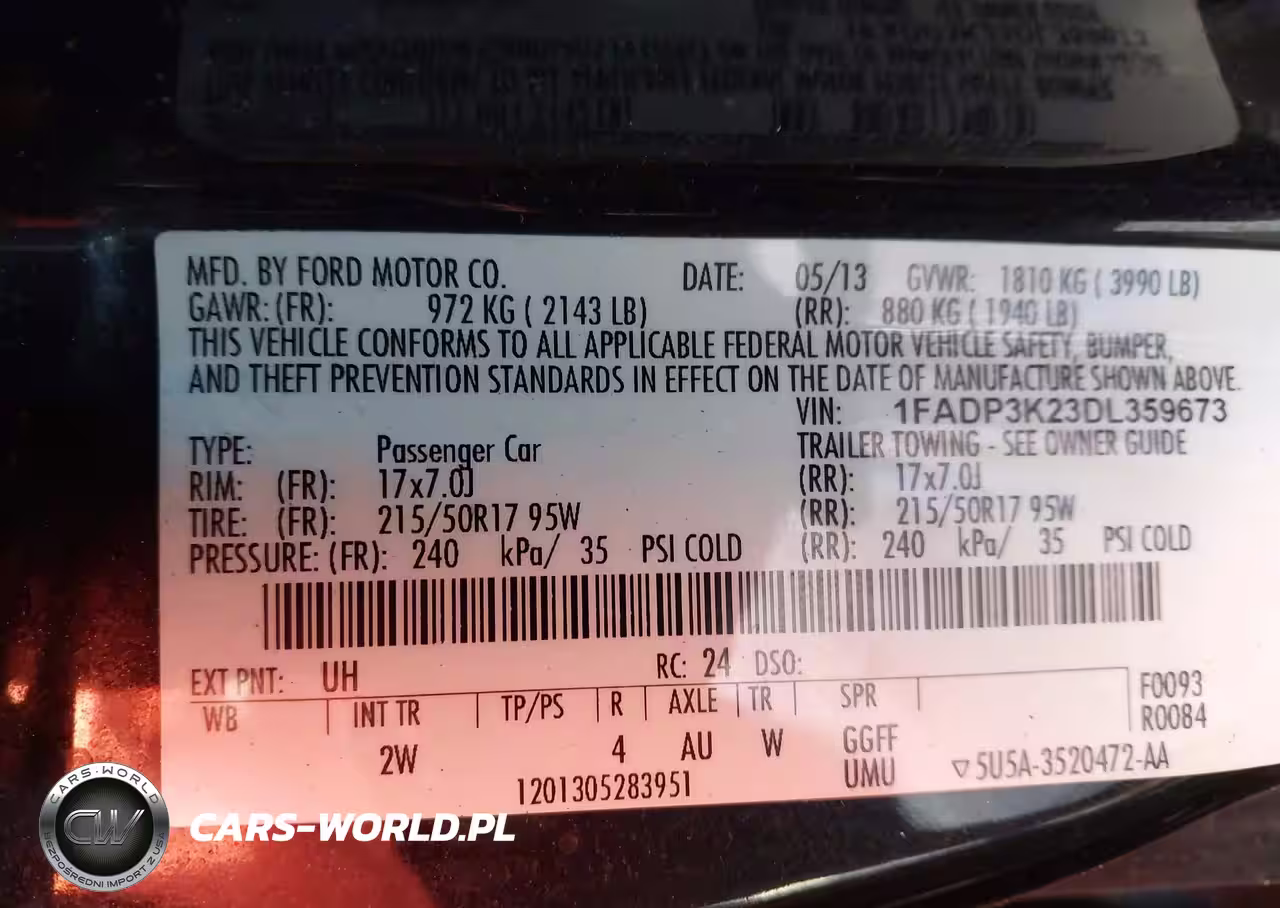 MFD. BY FORD MOTOR CO. DATE: 05/13 GVWR: 1810 KG ( 3990 LB)
GAWR: (FR): 972 KG ( 2143 LB) (RR): 880 KG ( 1940 LB)
THIS VEHICLE CONFORMS TO ALL APPLICABLE FEDERAL MOTOR VEHICLE SAFETY, BUMPER,
AND THEFT PREVENTION STANDARDS IN EFFECT ON THE DATE OF MANUFACTURE SHOWN ABOVE.
VIN: 1FADP3K23DL359673
TYPE: Passenger Car TRAILER TOWING - SEE OWNER GUIDE
RIM: (FR): 17x7.0J (RR): 17x7.0J
TIRE: (FR): 215/50R17 95W (RR): 215/50R17 95W
PRESSURE: (FR): 240 kPa/ 35 PSI COLD (RR): 240 kPa/ 35 PSI COLD
EXT PNT: UH RC: 24 DSO:
WB INT TR TP/PS R AXLE TR SPR F0093
R0084
2W 4 AU W GGFF
UMU ▽5U5A-3520472-AA
1201305283951
CARS-WORLD
CW
BEZPOŚREDNI IMPORT Z USA
CARS-WORLD.PL